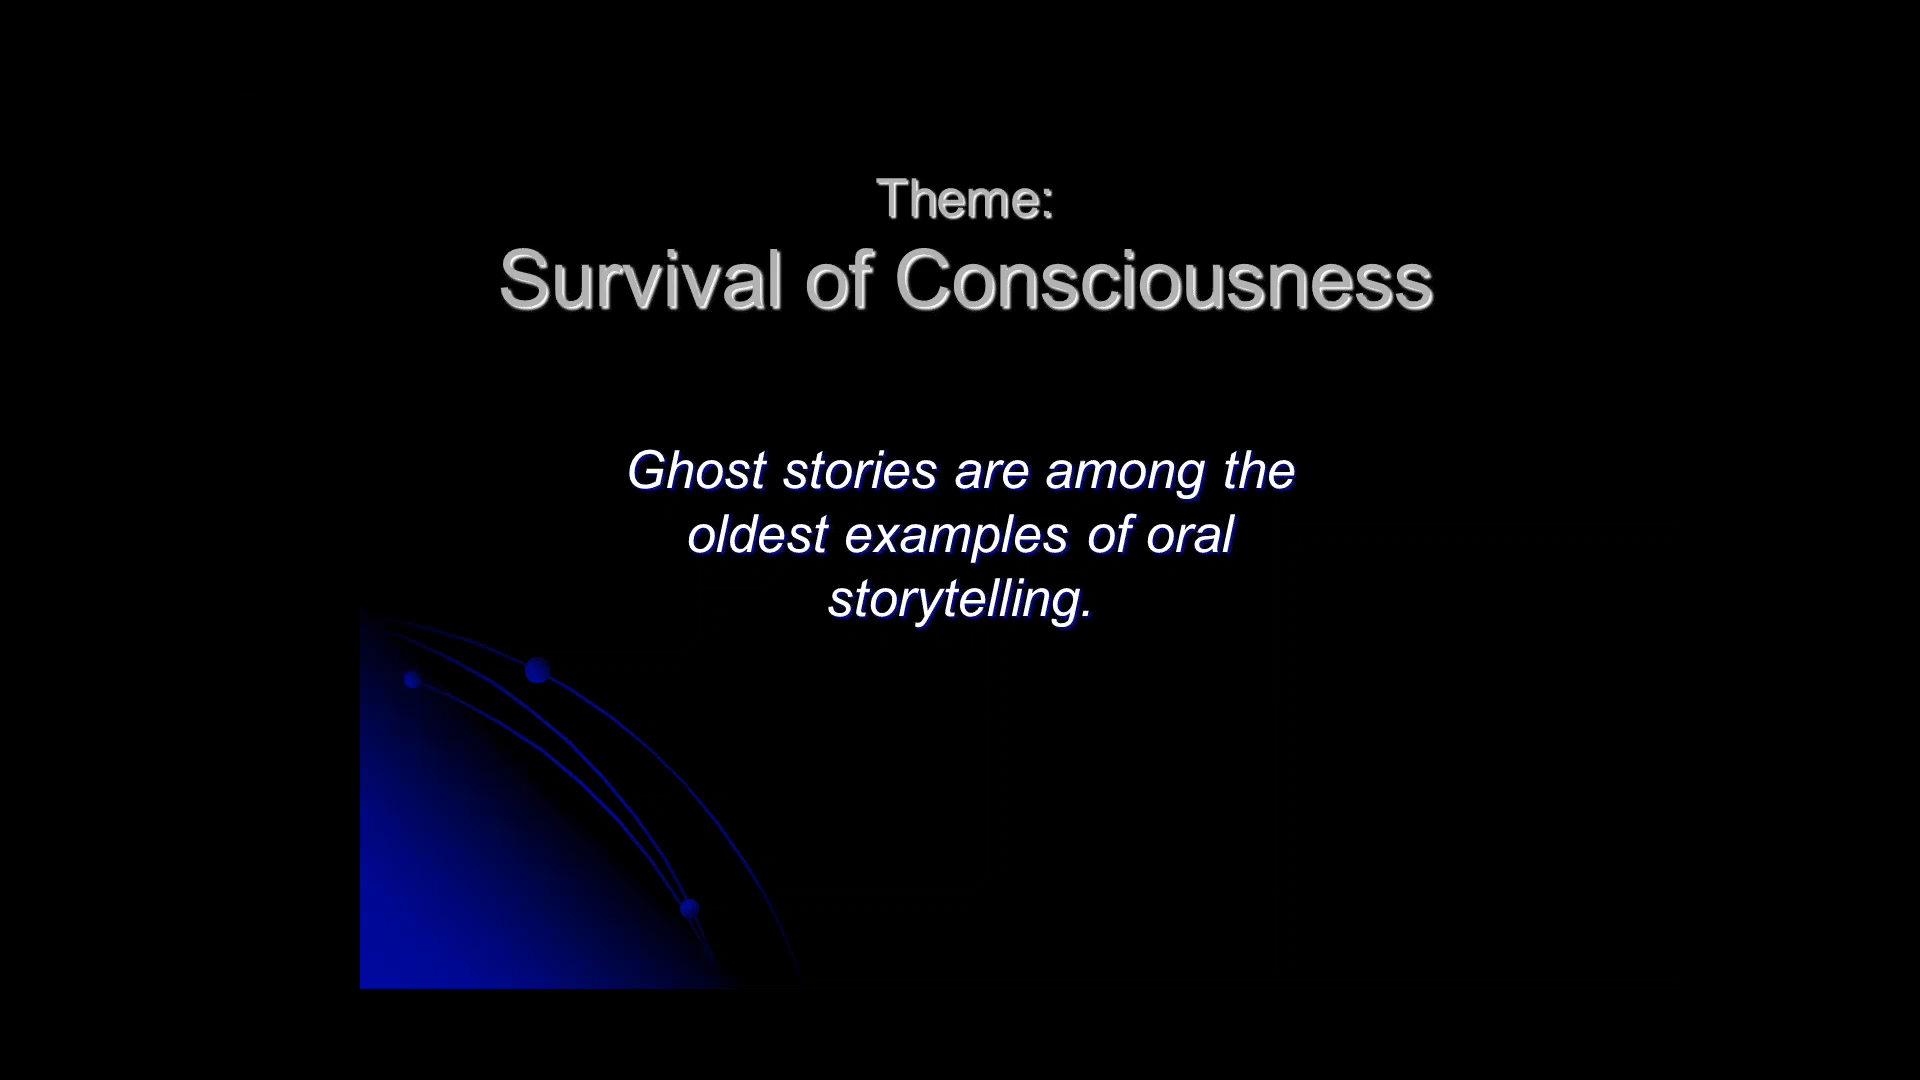 Theme:
Survival of Consciousness
Ghost stories are among the
oldest examples of oral
storytelling.